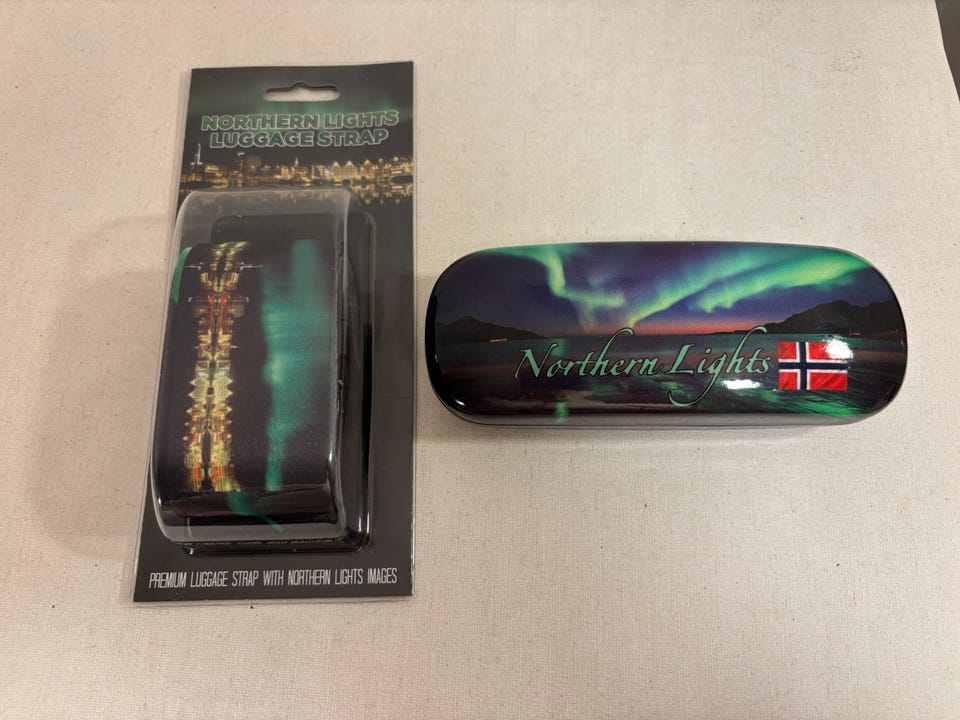 NORTHERN LIGHTS
LUGGAGE STRAP
PREMIUM LUGGAGE STRAP WITH NORTHERN LIGHTS IMAGES
Northern Lights